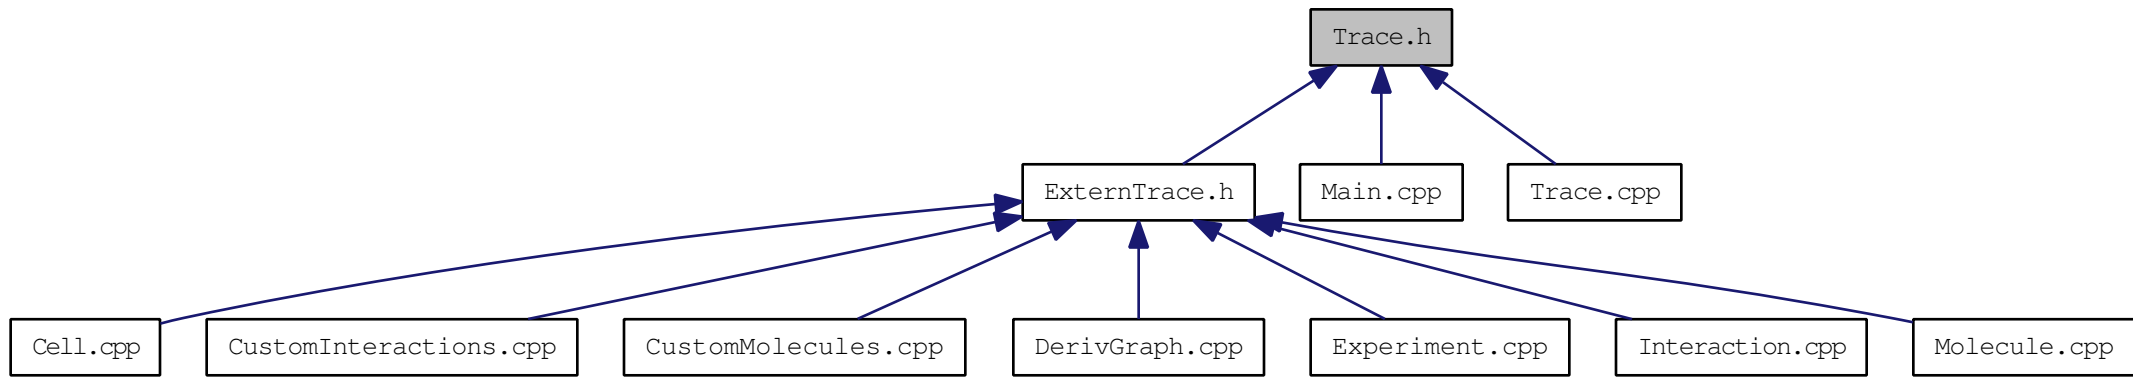 Trace.h
ExternTrace.h
Main.cpp
Trace.cpp
Cell.cpp
CustomInteractions.cpp
CustomMolecules.cpp
DerivGraph.cpp
Experiment.cpp
Interaction.cpp
Molecule.cpp